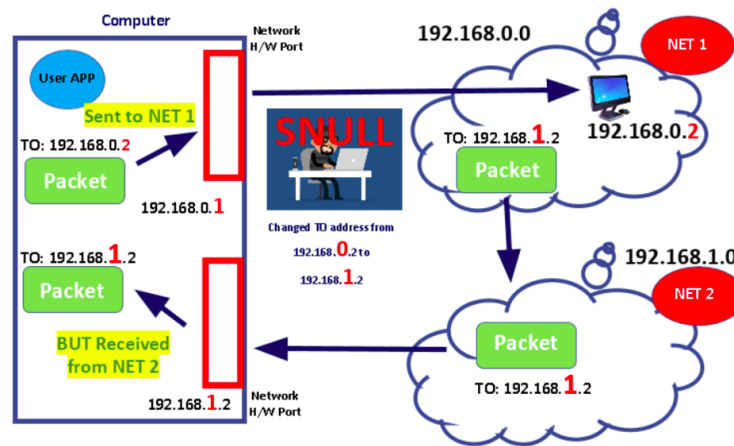 Computer
Network
H/W Port
192.168.0.0
NET 1
User APP
Sent to NET 1
TO: 192.168.0.2
Packet
192.168.0.1
SNULL
Changed TO address from
192.168.0.2 to
192.168.1.2
192.168.0.2
TO: 192.168.1.2
Packet
TO: 192.168.1.2
Packet
BUT Received
from NET 2
192.168.1.2
Network
H/W Port
192.168.1.0
NET 2
Packet
TO: 192.168.1.2